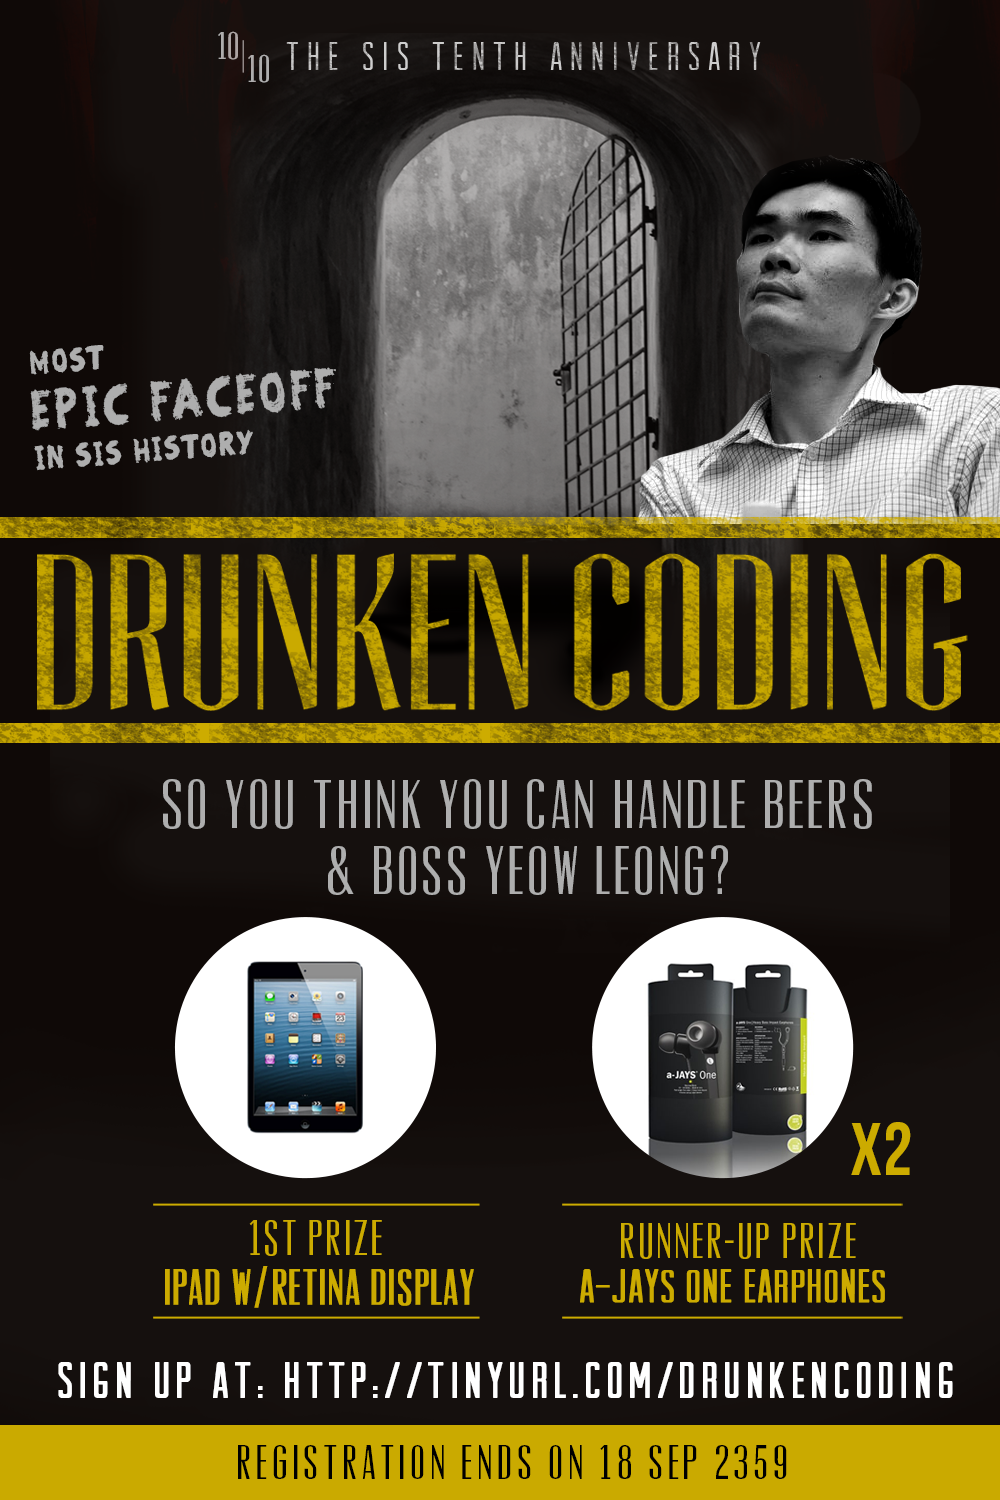 10|10 THE SIS TENTH ANNIVERSARY
MOST
EPIC FACEOFF
IN SIS HISTORY
DRUNKEN CODING
SO YOU THINK YOU CAN HANDLE BEERS
& BOSS YEOW LEONG?
a-JAYS One
X2
1ST PRIZE
IPAD W/RETINA DISPLAY
RUNNER-UP PRIZE
A-JAYS ONE EARPHONES
SIGN UP AT: HTTP://TINYURL.COM/DRUNKENCODING
REGISTRATION ENDS ON 18 SEP 2359